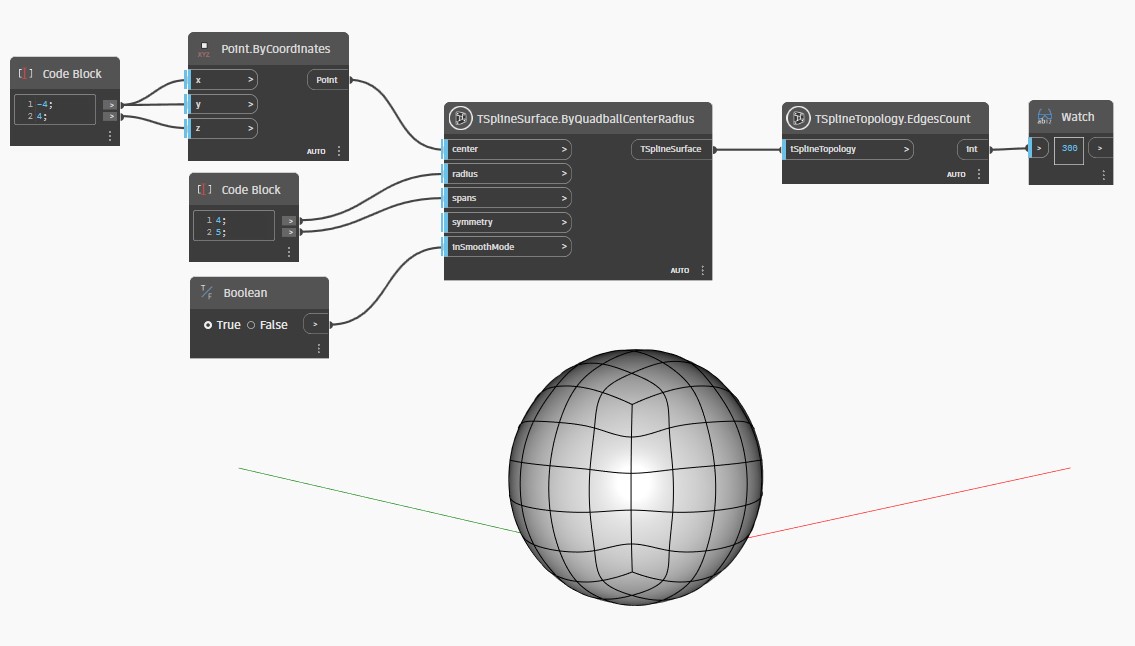 Code Block
1 -4;
2 4;
>
>
XYZ
Point.ByCoordinates
x >
y >
z >
Point
AUTO
Code Block
1 4;
2 5;
>
>
T/F
Boolean
True
False
>
TSplineSurface.ByQuadballCenterRadius
center >
radius >
spans >
symmetry >
inSmoothMode >
TSplineSurface
AUTO
TSplineTopology.EdgesCount
tSplineTopology >
int
AUTO
Watch
>
300
>